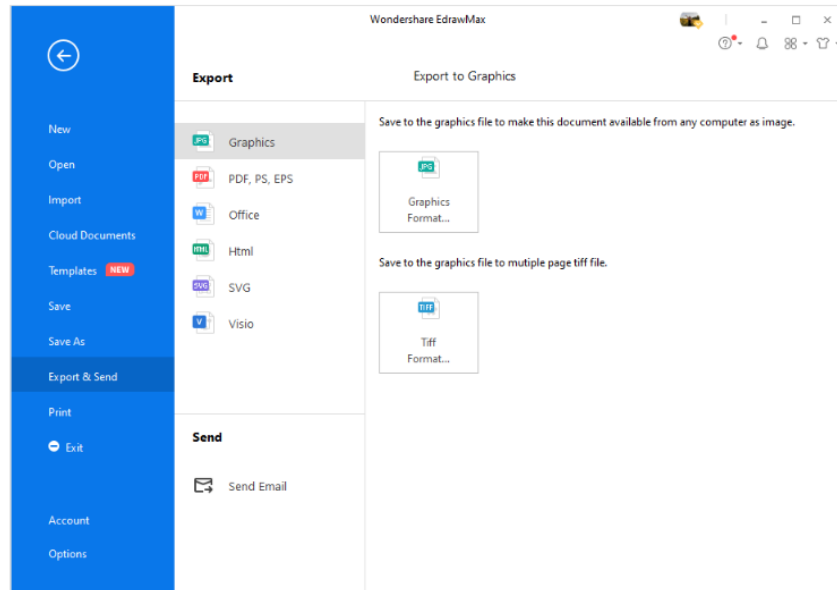 Wondershare EdrawMax
Export
Export to Graphics
New
Open
Import
Cloud Documents
Templates NEW
Save
Save As
Export & Send
Print
Exit
Account
Options
JPG Graphics
PDF PDF, PS, EPS
W Office
HTML Html
SVG SVG
V Visio
Send
Send Email
Save to the graphics file to make this document available from any computer as image.
JPG
Graphics
Format...
Save to the graphics file to mutiple page tiff file.
TIFF
Tiff
Format...